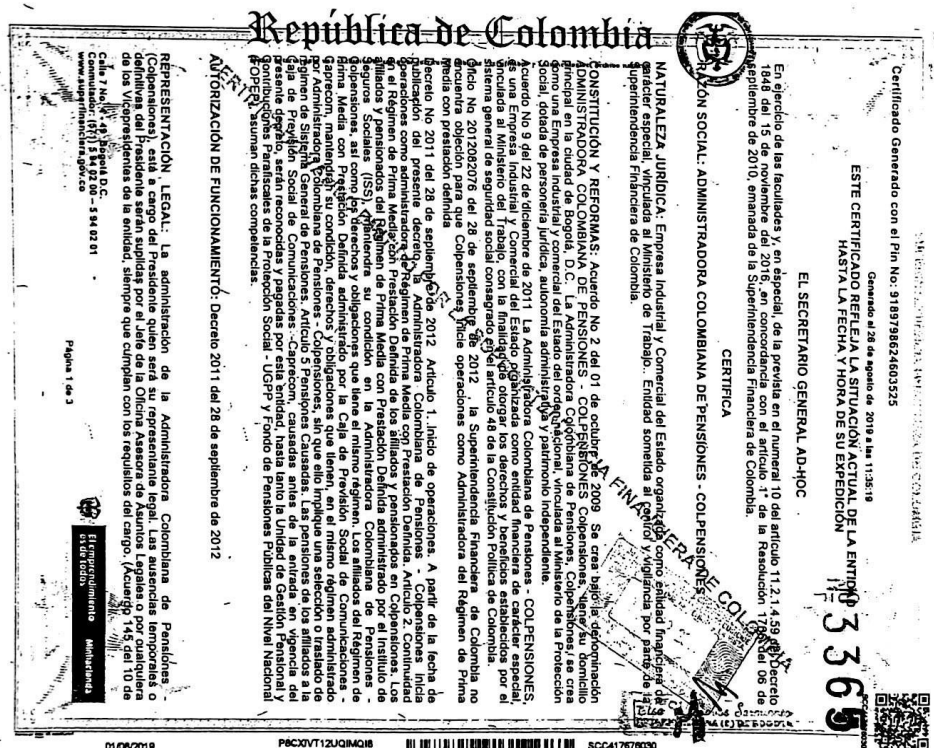 República de Colombia
Certificado Generado con el Pin No: 9189798624603525
Generado el 28 de agosto de 2019 a las 11:35:19
ESTE CERTIFICADO REFLEJA LA SITUACIÓN ACTUAL DE LA ENTIDAD
HASTA LA FECHA Y HORA DE SU EXPEDICIÓN
3365
EL SECRETARIO GENERAL AD-HOC
En ejercicio de las facultades y, en especial, de la prevista en el numeral 10 del artículo 11.2.1.4.59 del Decreto
1848 del 15 de noviembre del 2016, en concordancia con el artículo 1° de la Resolución del 06 de
septiembre de 2010, emanada de la Superintendencia Financiera de Colombia.
CERTIFICA
RAZÓN SOCIAL: ADMINISTRADORA COLOMBIANA DE PENSIONES - COLPENSIONES
NATURALEZA JURÍDICA: Empresa Industrial y Comercial del Estado organizada como entidad financiera de
carácter especial, vinculada al Ministerio de Trabajo. Entidad sometida al control y vigilancia por parte de la
Superintendencia Financiera de Colombia.
CONSTITUCIÓN Y REFORMAS: Acuerdo No 2 del 01 de octubre de 2009 Se crea bajo la denominación
ADMINISTRADORA COLOMBIANA DE PENSIONES - COLPENSIONES Colpensiones, tiene su domicilio
principal en la ciudad de Bogotá, D.C. La Administradora Colombiana de Pensiones, Colpensiones, se crea
como una Empresa Industrial y comercial del Estado del orden nacional, vinculada al Ministerio de la Protección
Social, dotada de personería jurídica, autonomía administrativa y patrimonio independiente.
Acuerdo No 9 del 22 de diciembre de 2011 La Administradora Colombiana de Pensiones - COLPENSIONES,
es una Empresa Industrial y Comercial del Estado organizada como entidad financiera de carácter especial,
vinculada al Ministerio del Trabajo, con la finalidad de otorgar los derechos y beneficios establecidos por el
sistema general de seguridad social consagrado en el artículo 48 de la Constitución Política de Colombia.
Oficio No 2012082076 del 28 de septiembre de 2012 , la Superintendencia Financiera de Colombia no
encuentra objeción para que Colpensiones inicie operaciones como Administradora del Régimen de Prima
Media con prestación definida
Decreto No 2011 del 28 de septiembre de 2012 Artículo 1. Inicio de operaciones. A partir de la fecha de
publicación del presente decreto, la Administradora Colombiana de Pensiones - Colpensiones inicia
operaciones como administradora de Régimen de Prima Media con Prestación Definida. Artículo 2. Continuidad
en el Régimen de Prima Media con Prestación Definida de los afiliados y pensionados en Colpensiones. Los
afiliados y pensionados del Régimen de Prima Media con Prestación Definida administrado por el Instituto de
Seguros Sociales (ISS), mantendrá su condición en la Administradora Colombiana de Pensiones -
Colpensiones, así como los derechos y obligaciones que tiene el mismo régimen. Los afiliados del Régimen de
Prima Media con Prestación Definida administrado por la Caja de Previsión Social de Comunicaciones -
Caprecom, mantendrán su condición, derechos y obligaciones que tienen, en el mismo régimen administrado
por Administradora Colombiana de Pensiones - Colpensiones, sin que ello implique una selección o traslado de
régimen de Sistema General de Pensiones. Artículo 5 Pensiones Causadas. Las pensiones de los afiliados a la
Caja de Previsión Social de Comunicaciones -Caprecom, causadas antes de la entrada en vigencia del
presente decreto, serán reconocidas y pagadas por esta entidad, hasta tanto la Unidad de Gestión Pensional y
Contribuciones Parafiscales de la Protección Social - UGPP y Fondo de Pensiones Públicas del Nivel Nacional
- FOPEP, asuman dichas competencias.
AUTORIZACIÓN DE FUNCIONAMIENTO: Decreto 2011 del 28 de septiembre de 2012
REPRESENTACIÓN LEGAL: La administración de la Administradora Colombiana de Pensiones -
(Colpensiones), está a cargo del Presidente quien será su representante legal. Las ausencias temporales o
definitivas del Presidente serán suplidas por el Jefe de la Oficina Asesora de Asuntos Legales o por cualquiera
de los Vicepresidentes de la entidad, siempre que cumplan con los requisitos del cargo. (Acuerdo 145 del 10 de
Calle 7 No. 4 - 49 Bogotá D.C.
Conmutador: (57 1) 5 94 02 00 - 5 94 02 01
www.superfinanciera.gov.co
Página 1 de 3
El emprendimiento es de todos
Minhacienda
01/08/2019
P8CXIVT12UQIMQI8
SCC417676030